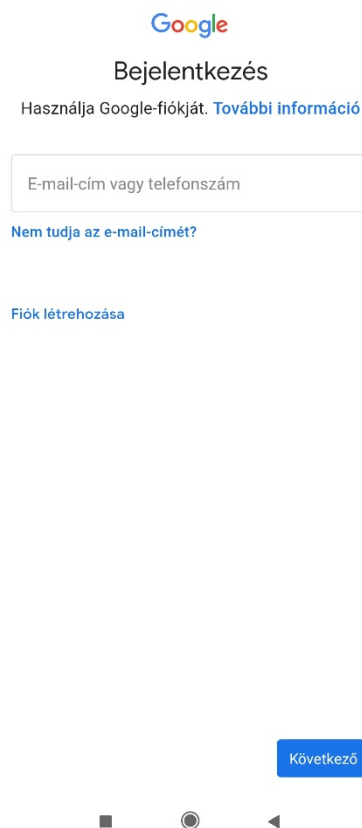 Google
Bejelentkezés
Használja Google-fiókját. További információ
E-mail-cím vagy telefonszám
Nem tudja az e-mail-címét?
Fiók létrehozása
Következő